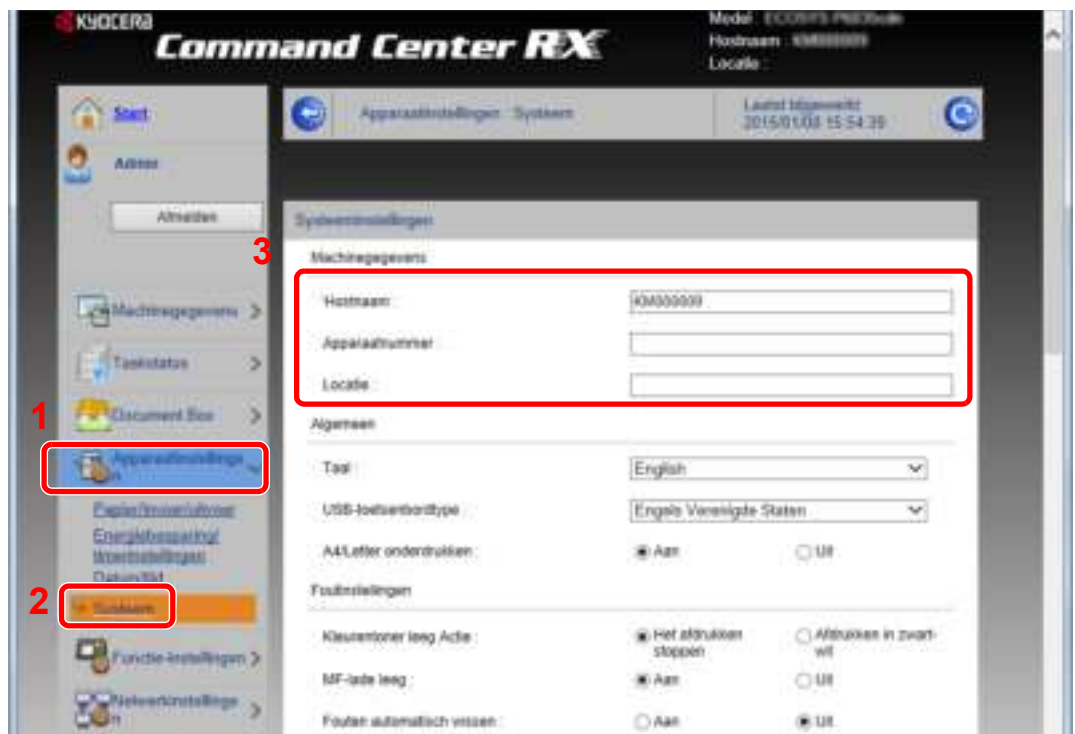 KYOCERA
Command Center RX
Model :
Hostnaam :
Locatie :
Start
Apparaatinstellingen : Systeem
Laatst bijgewerkt:
2015/01/08 15:54:39
Admin
Afmelden
Systeeminstellingen
3
Machinegegevens
Hostnaam :
Apparaatnummer :
Locatie :
Machinegegevens
Taakstatus
1
Document Box
Algemeen
Apparaatinstellinge
n
Taal :
English
Papier/invoer/uitvoer
USB-toetsenbordtype :
Engels Verenigde Staten
Energiebesparing/
timerinstellingen
A4/Letter onderdrukken :
Aan
Uit
Datum/tijd
2
Systeem
Foutinstellingen
Functie-instellingen
Kleurentoner leeg Actie :
Het afdrukken
stoppen
Afdrukken in zwart-
wit
MF-lade leeg :
Aan
Uit
Netwerkinstellinge
n
Fouten automatisch wissen :
Aan
Uit